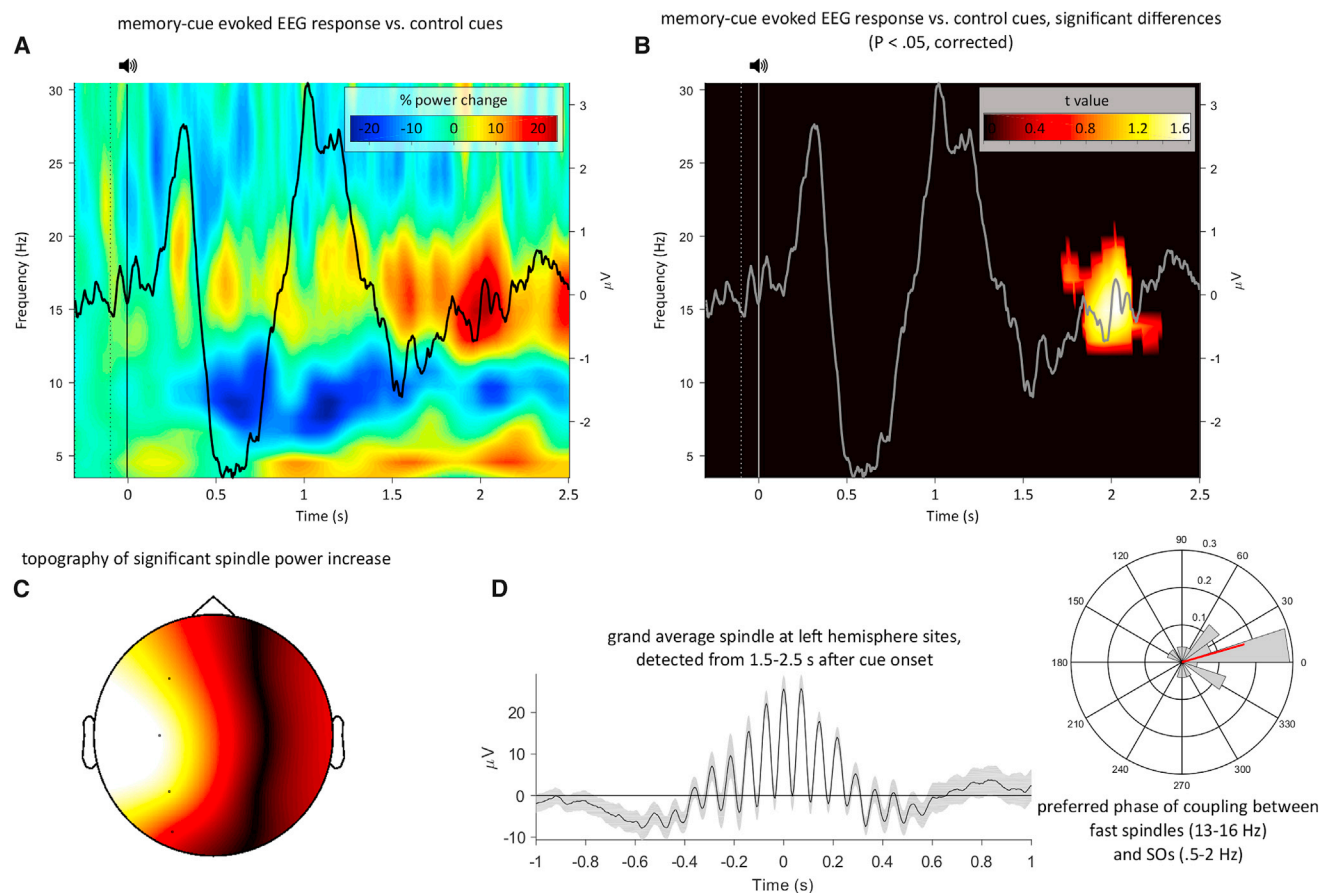 memory-cue evoked EEG response vs. control cues
A
% power change
-20 -10 0 10 20
30
25
20
15
10
5
Frequency (Hz)
3
2
1
0
-1
-2
µV
0 0.5 1 1.5 2 2.5
Time (s)
memory-cue evoked EEG response vs. control cues, significant differences
(P < .05, corrected)
B
t value
0 0.4 0.8 1.2 1.6
30
25
20
15
10
5
Frequency (Hz)
3
2
1
0
-1
-2
µV
0 0.5 1 1.5 2 2.5
Time (s)
topography of significant spindle power increase
C
D
grand average spindle at left hemisphere sites,
detected from 1.5-2.5 s after cue onset
20
10
0
-10
µV
-1 -0.8 -0.6 -0.4 -0.2 0 0.2 0.4 0.6 0.8 1
Time (s)
90
0.3
120
60
0.2
150
30
0.1
180
0
210
330
240
300
270
preferred phase of coupling between
fast spindles (13-16 Hz)
and SOs (.5-2 Hz)